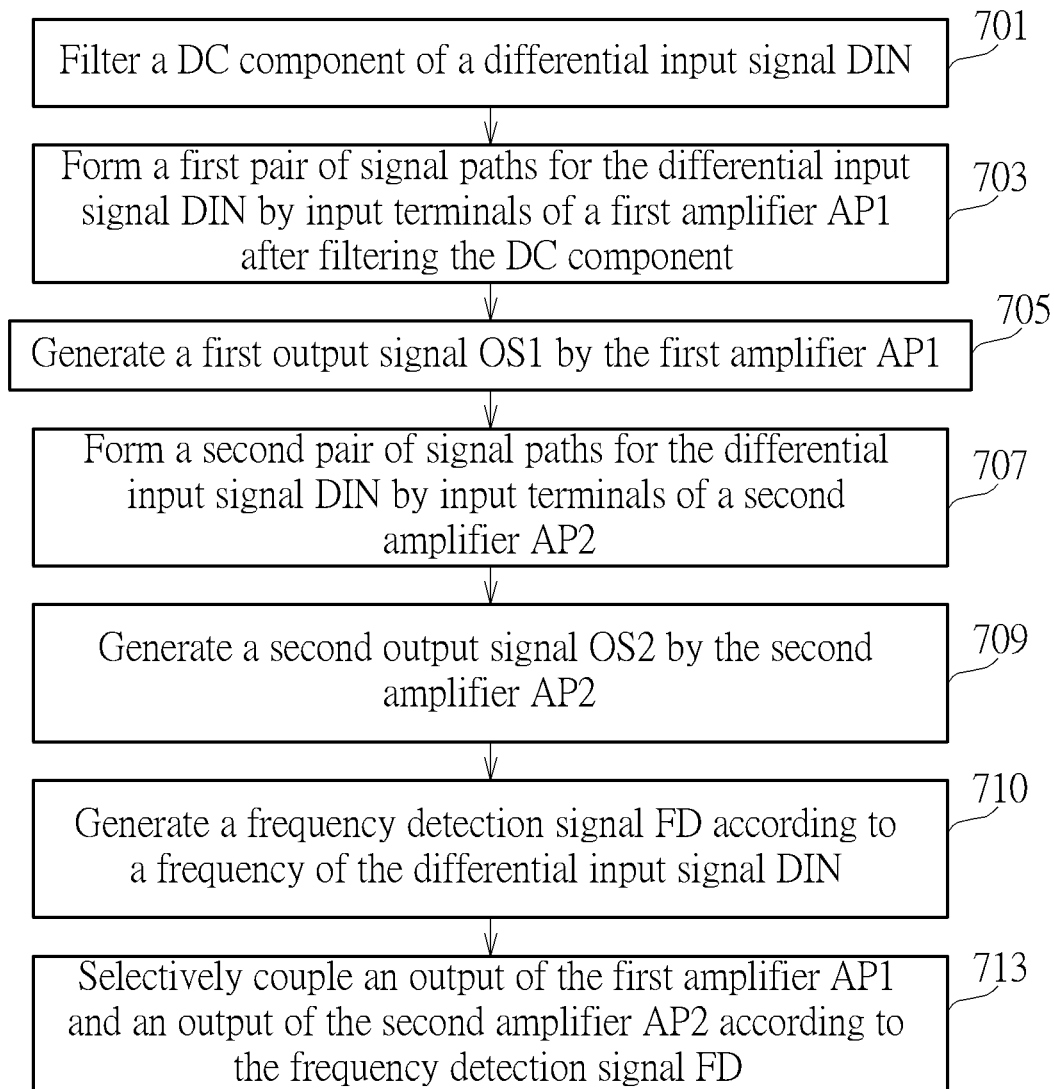 701
Filter a DC component of a differential input signal DIN
Form a first pair of signal paths for the differential input
signal DIN by input terminals of a first amplifier AP1
after filtering the DC component
703
705
Generate a first output signal OS1 by the first amplifier AP1
Form a second pair of signal paths for the differential
input signal DIN by input terminals of a second
amplifier AP2
707
Generate a second output signal OS2 by the second
amplifier AP2
709
710
Generate a frequency detection signal FD according to
a frequency of the differential input signal DIN
Selectively couple an output of the first amplifier AP1
and an output of the second amplifier AP2 according to
the frequency detection signal FD
713